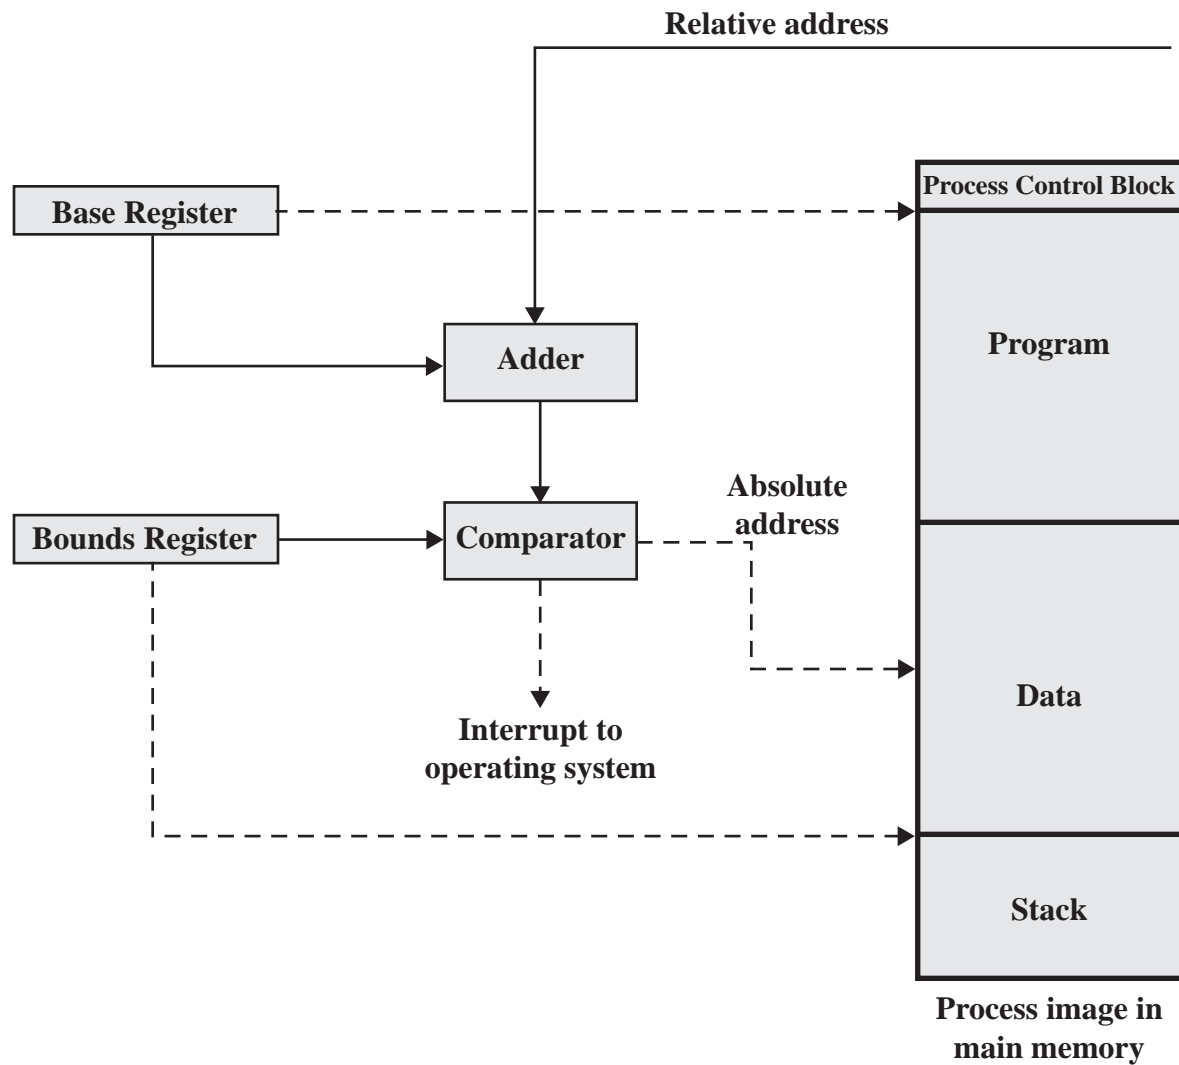 Relative address
Process Control Block
Base Register
Program
Adder
Absolute
address
Bounds Register
Comparator
Data
Interrupt to
operating system
Stack
Process image in
main memory